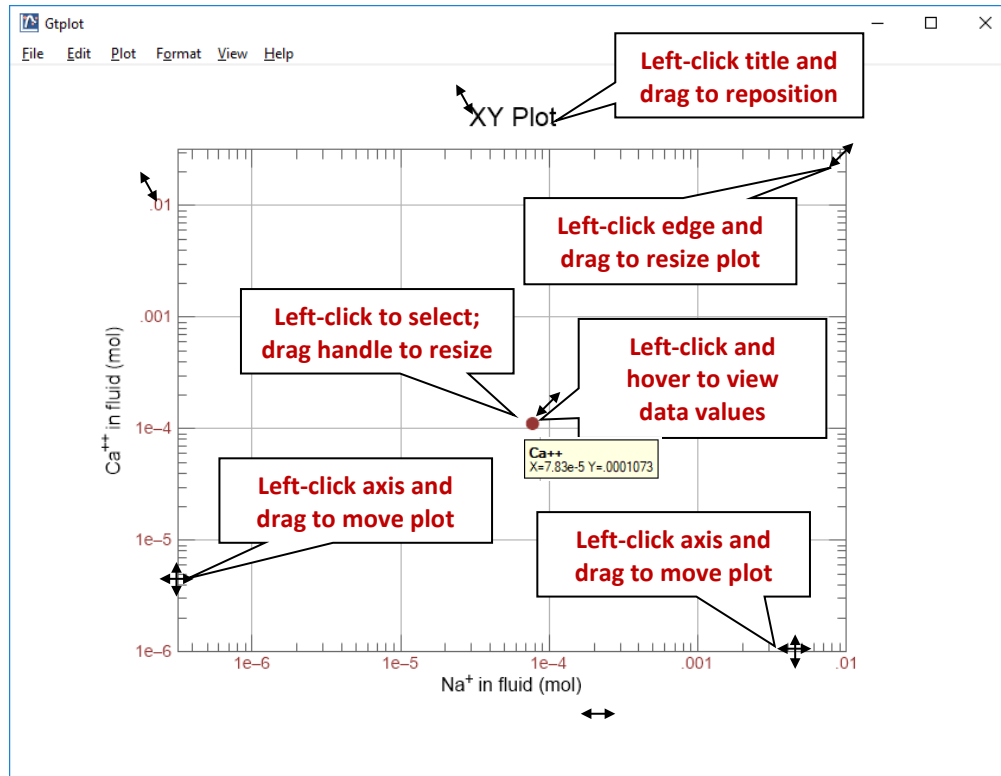 Gtplot
File Edit Plot Format View Help
Left-click title and
drag to reposition
XY Plot
.01
Left-click edge and
drag to resize plot
.001
Left-click to select;
drag handle to resize
Left-click and
hover to view
data values
Ca++ in fluid (mol)
1e–4
Ca++
X=7.83e-5 Y=.0001073
Left-click axis and
drag to move plot
Left-click axis and
drag to move plot
1e–5
1e–6
1e–6 1e–5 1e–4 .001 .01
Na+ in fluid (mol)